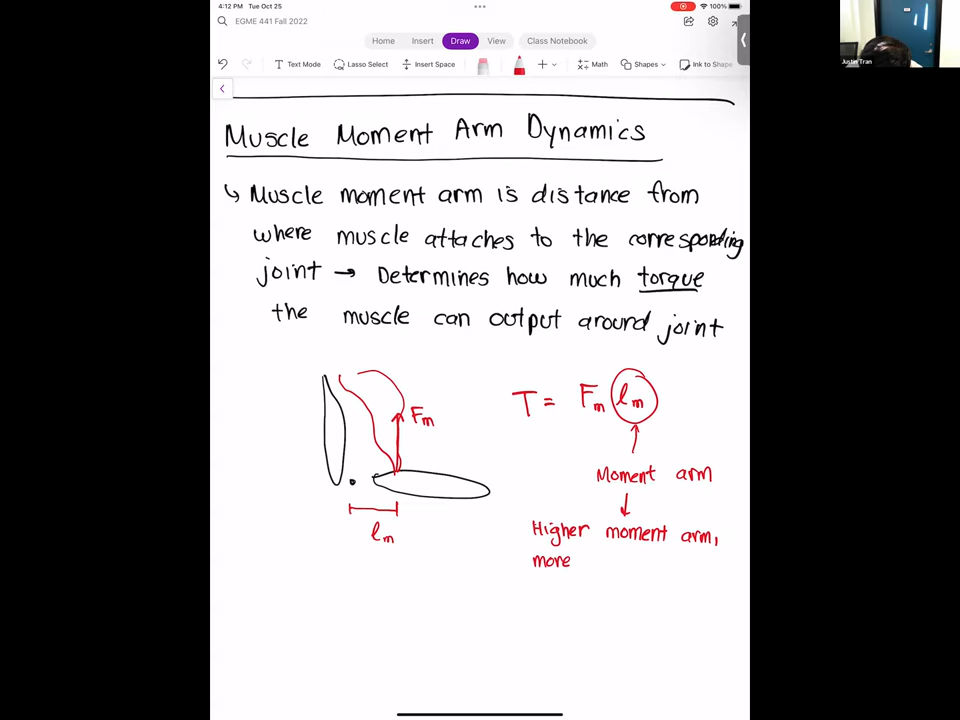 4:12 PM Tue Oct 25
100%
EGME 441 Fall 2022
Home Insert Draw View Class Notebook
Text Mode Lasso Select Insert Space Math Shapes Ink to Shape
Justin Tran
Muscle Moment Arm Dynamics
↳ Muscle moment arm is distance from
where muscle attaches to the corresponding
joint → Determines how much torque
the muscle can output around joint
Fm
T = Fm lm
Moment arm
lm
Higher moment arm,
more